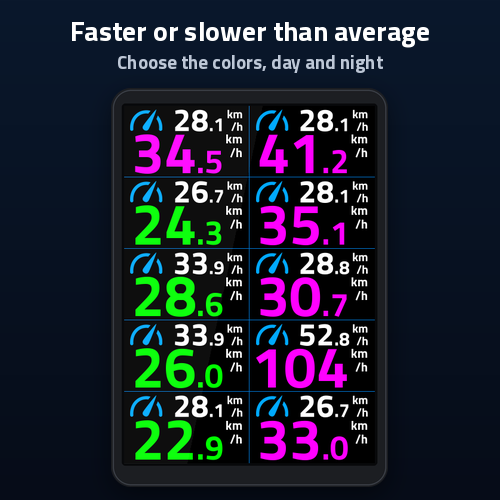 Faster or slower than average
Choose the colors, day and night
28.1 km/h 28.1 km/h
34.5 km/h 41.2 km/h
26.7 km/h 28.1 km/h
24.3 km/h 35.1 km/h
33.9 km/h 28.8 km/h
28.6 km/h 30.7 km/h
33.9 km/h 52.8 km/h
26.0 km/h 104 km/h
28.1 km/h 26.7 km/h
22.9 km/h 33.0 km/h